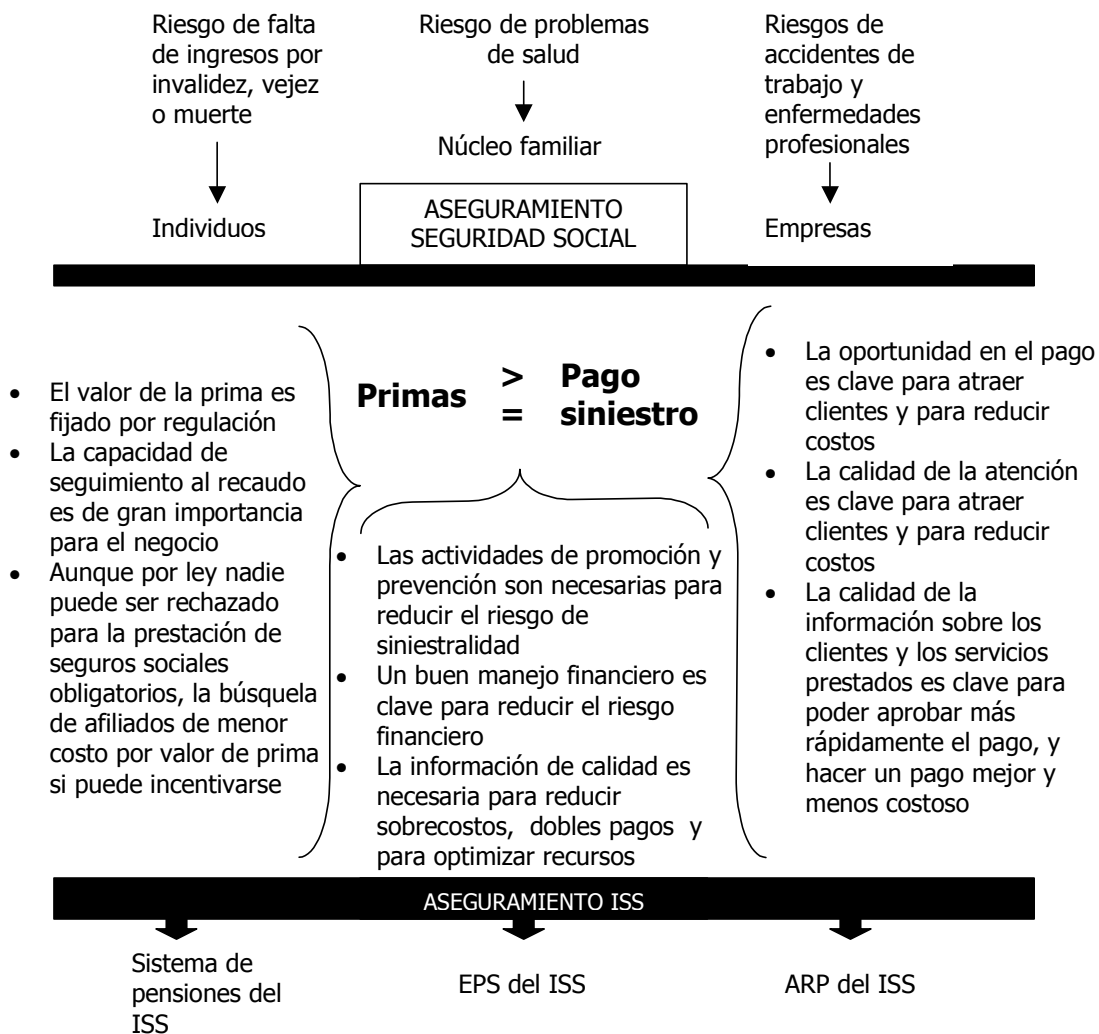 Riesgo de falta
de ingresos por
invalidez, vejez
o muerte
Individuos
Riesgo de problemas
de salud
Núcleo familiar
Riesgos de
accidentes de
trabajo y
enfermedades
profesionales
Empresas
ASEGURAMIENTO
SEGURIDAD SOCIAL
• El valor de la prima es
fijado por regulación
• La capacidad de
seguimiento al recaudo
es de gran importancia
para el negocio
• Aunque por ley nadie
puede ser rechazado
para la prestación de
seguros sociales
obligatorios, la búsquela
de afiliados de menor
costo por valor de prima
si puede incentivarse
Primas > Pago
= siniestro
• Las actividades de promoción y
prevención son necesarias para
reducir el riesgo de
siniestralidad
• Un buen manejo financiero es
clave para reducir el riesgo
financiero
• La información de calidad es
necesaria para reducir
sobrecostos, dobles pagos y
para optimizar recursos
• La oportunidad en el pago
es clave para atraer
clientes y para reducir
costos
• La calidad de la atención
es clave para atraer
clientes y para reducir
costos
• La calidad de la
información sobre los
clientes y los servicios
prestados es clave para
poder aprobar más
rápidamente el pago, y
hacer un pago mejor y
menos costoso
ASEGURAMIENTO ISS
Sistema de
pensiones del
ISS
EPS del ISS
ARP del ISS